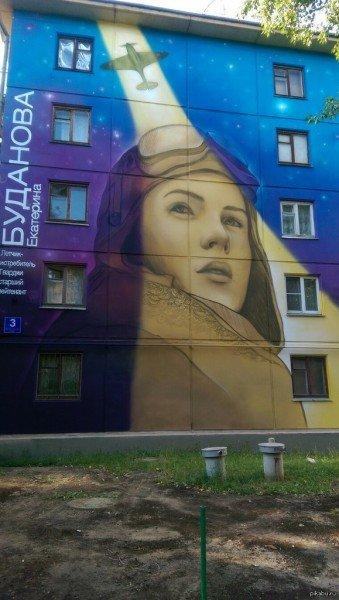 БУДАНОВА
Екатерина
Летчик-
истребитель
Гвардии
старший
лейтенант
3
pikabu.ru